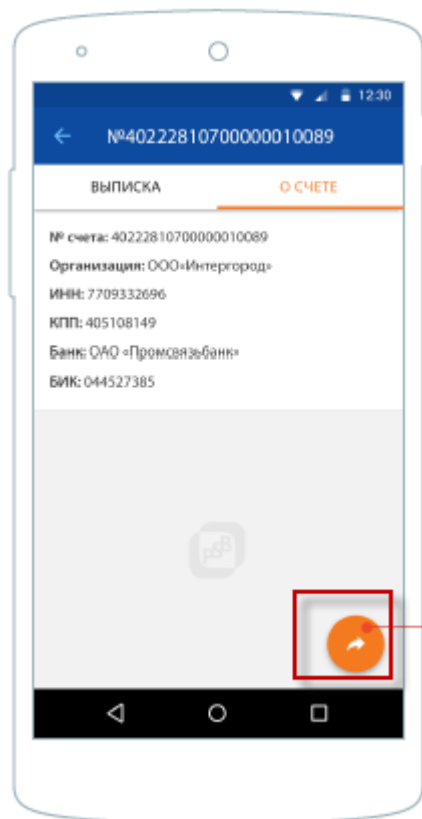 12:30
№40222810700000010089
ВЫПИСКА
О СЧЕТЕ
№ счета: 40222810700000010089
Организация: ООО«Интергород»
ИНН: 7709332696
КПП: 405108149
Банк: ОАО «Промсвязьбанк»
БИК: 044527385
PSB